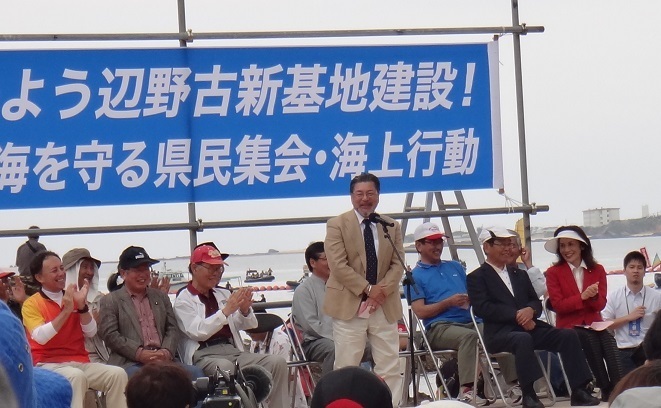 よう辺野古新基地建設!
海を守る県民集会・海上行動